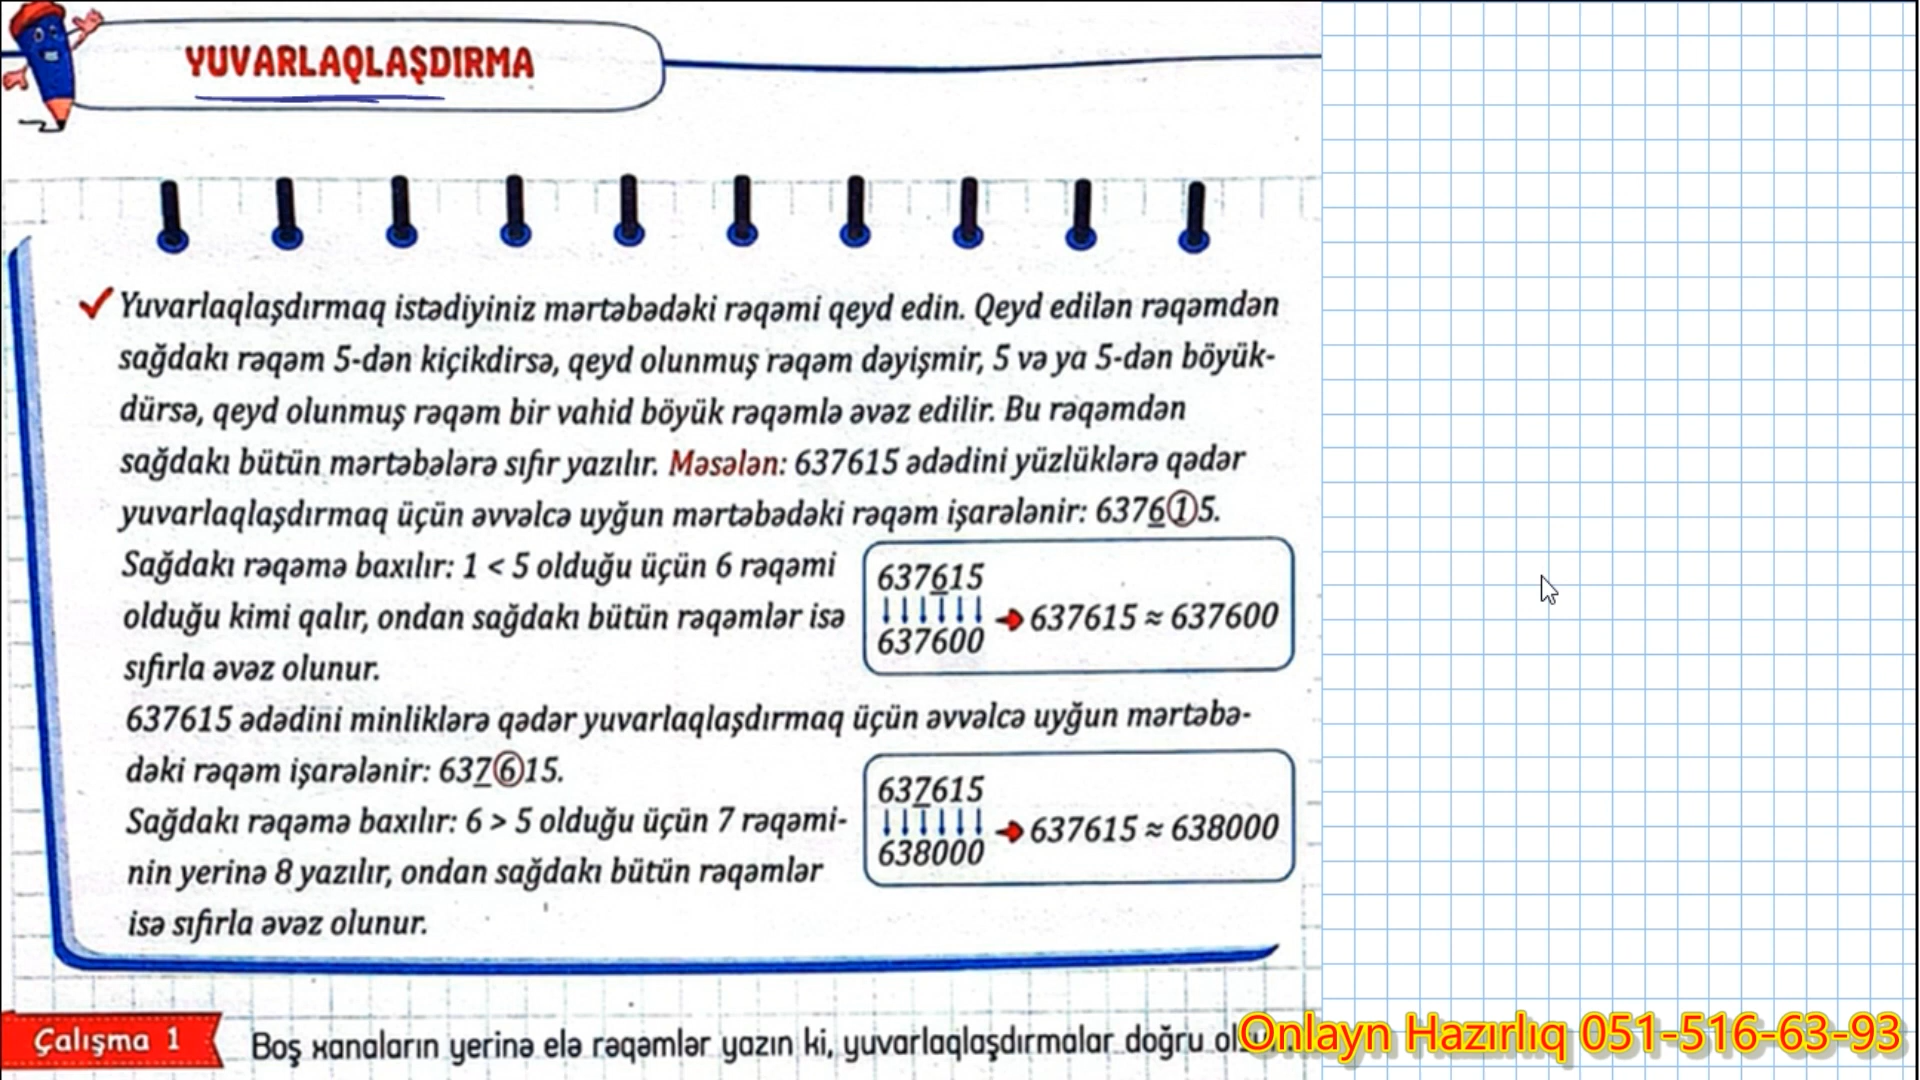 YUVARLAQLAŞDIRMA
Yuvarlaqlaşdırmaq istədiyiniz mərtəbədəki rəqəmi qeyd edin. Qeyd edilən rəqəmdən
sağdakı rəqəm 5-dən kiçikdirsə, qeyd olunmuş rəqəm dəyişmir, 5 və ya 5-dən böyük-
dürsə, qeyd olunmuş rəqəm bir vahid böyük rəqəmlə əvəz edilir. Bu rəqəmdən
sağdakı bütün mərtəbələrə sıfır yazılır. Məsələn: 637615 ədədini yüzlüklərə qədər
yuvarlaqlaşdırmaq üçün əvvəlcə uyğun mərtəbədəki rəqəm işarələnir: 637615.
Sağdakı rəqəmə baxılır: 1 < 5 olduğu üçün 6 rəqəmi
olduğu kimi qalır, ondan sağdakı bütün rəqəmlər isə
sıfırla əvəz olunur.
637615
637600
637615 ≈ 637600
637615 ədədini minliklərə qədər yuvarlaqlaşdırmaq üçün əvvəlcə uyğun mərtəbə-
dəki rəqəm işarələnir: 637615.
Sağdakı rəqəmə baxılır: 6 > 5 olduğu üçün 7 rəqəmi-
nin yerinə 8 yazılır, ondan sağdakı bütün rəqəmlər
isə sıfırla əvəz olunur.
637615
638000
637615 ≈ 638000
Çalışma 1
Boş xanaların yerinə elə rəqəmlər yazın ki, yuvarlaqlaşdırmalar doğru
Onlayn Hazırlıq 051-516-63-93